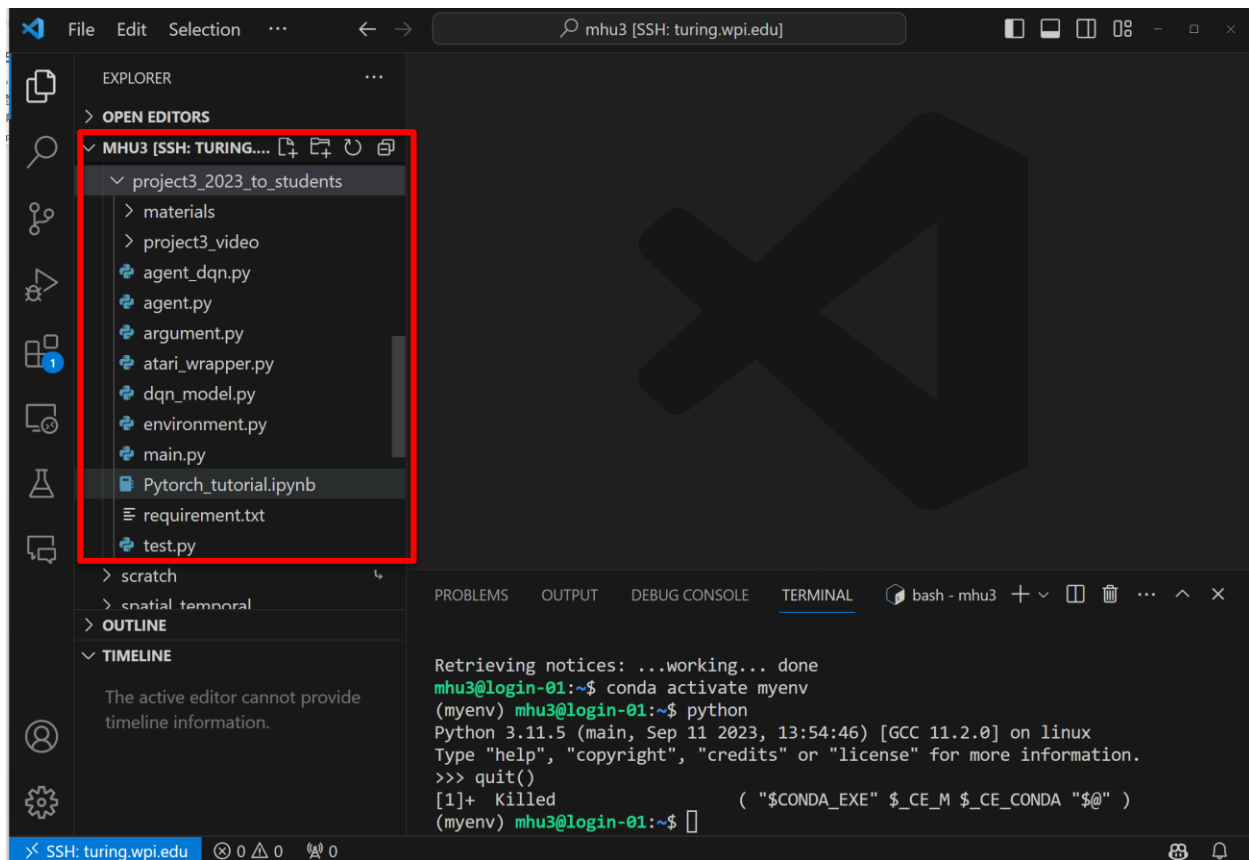 File Edit Selection ···
mhu3 [SSH: turing.wpi.edu]
EXPLORER
OPEN EDITORS
MHU3 [SSH: TURING....
project3_2023_to_students
materials
project3_video
agent_dqn.py
agent.py
argument.py
atari_wrapper.py
dqn_model.py
environment.py
main.py
Pytorch_tutorial.ipynb
requirement.txt
test.py
scratch
spatial_temporal
OUTLINE
TIMELINE
The active editor cannot provide
timeline information.
1
PROBLEMS OUTPUT DEBUG CONSOLE TERMINAL bash - mhu3
Retrieving notices: ...working... done
mhu3@login-01:~$ conda activate myenv
(myenv) mhu3@login-01:~$ python
Python 3.11.5 (main, Sep 11 2023, 13:54:46) [GCC 11.2.0] on linux
Type "help", "copyright", "credits" or "license" for more information.
>>> quit()
[1]+  Killed                  ( "$CONDA_EXE" $_CE_M $_CE_CONDA "$@" )
(myenv) mhu3@login-01:~$
SSH: turing.wpi.edu 0 0 0